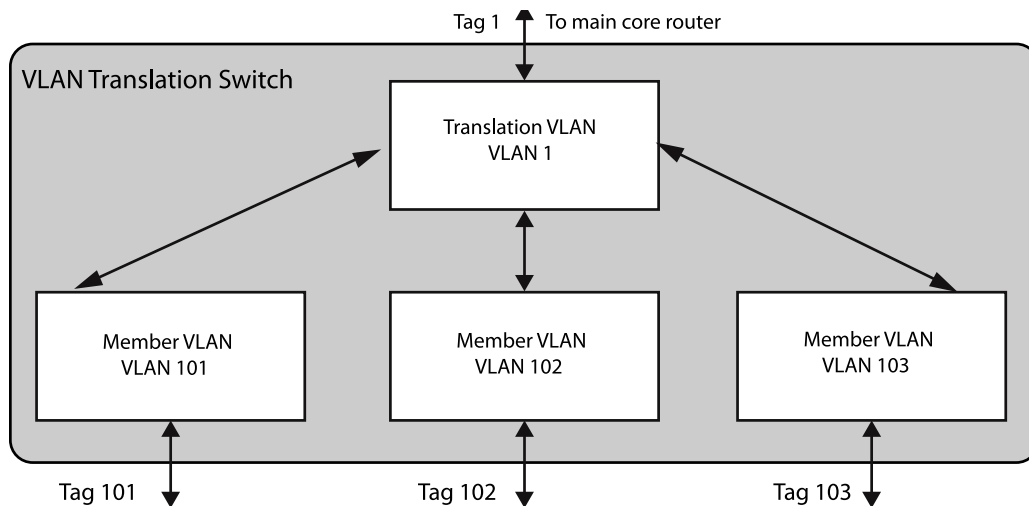 Tag 1 To main core router
VLAN Translation Switch
Translation VLAN
VLAN 1
Member VLAN
VLAN 101
Member VLAN
VLAN 102
Member VLAN
VLAN 103
Tag 101
Tag 102
Tag 103